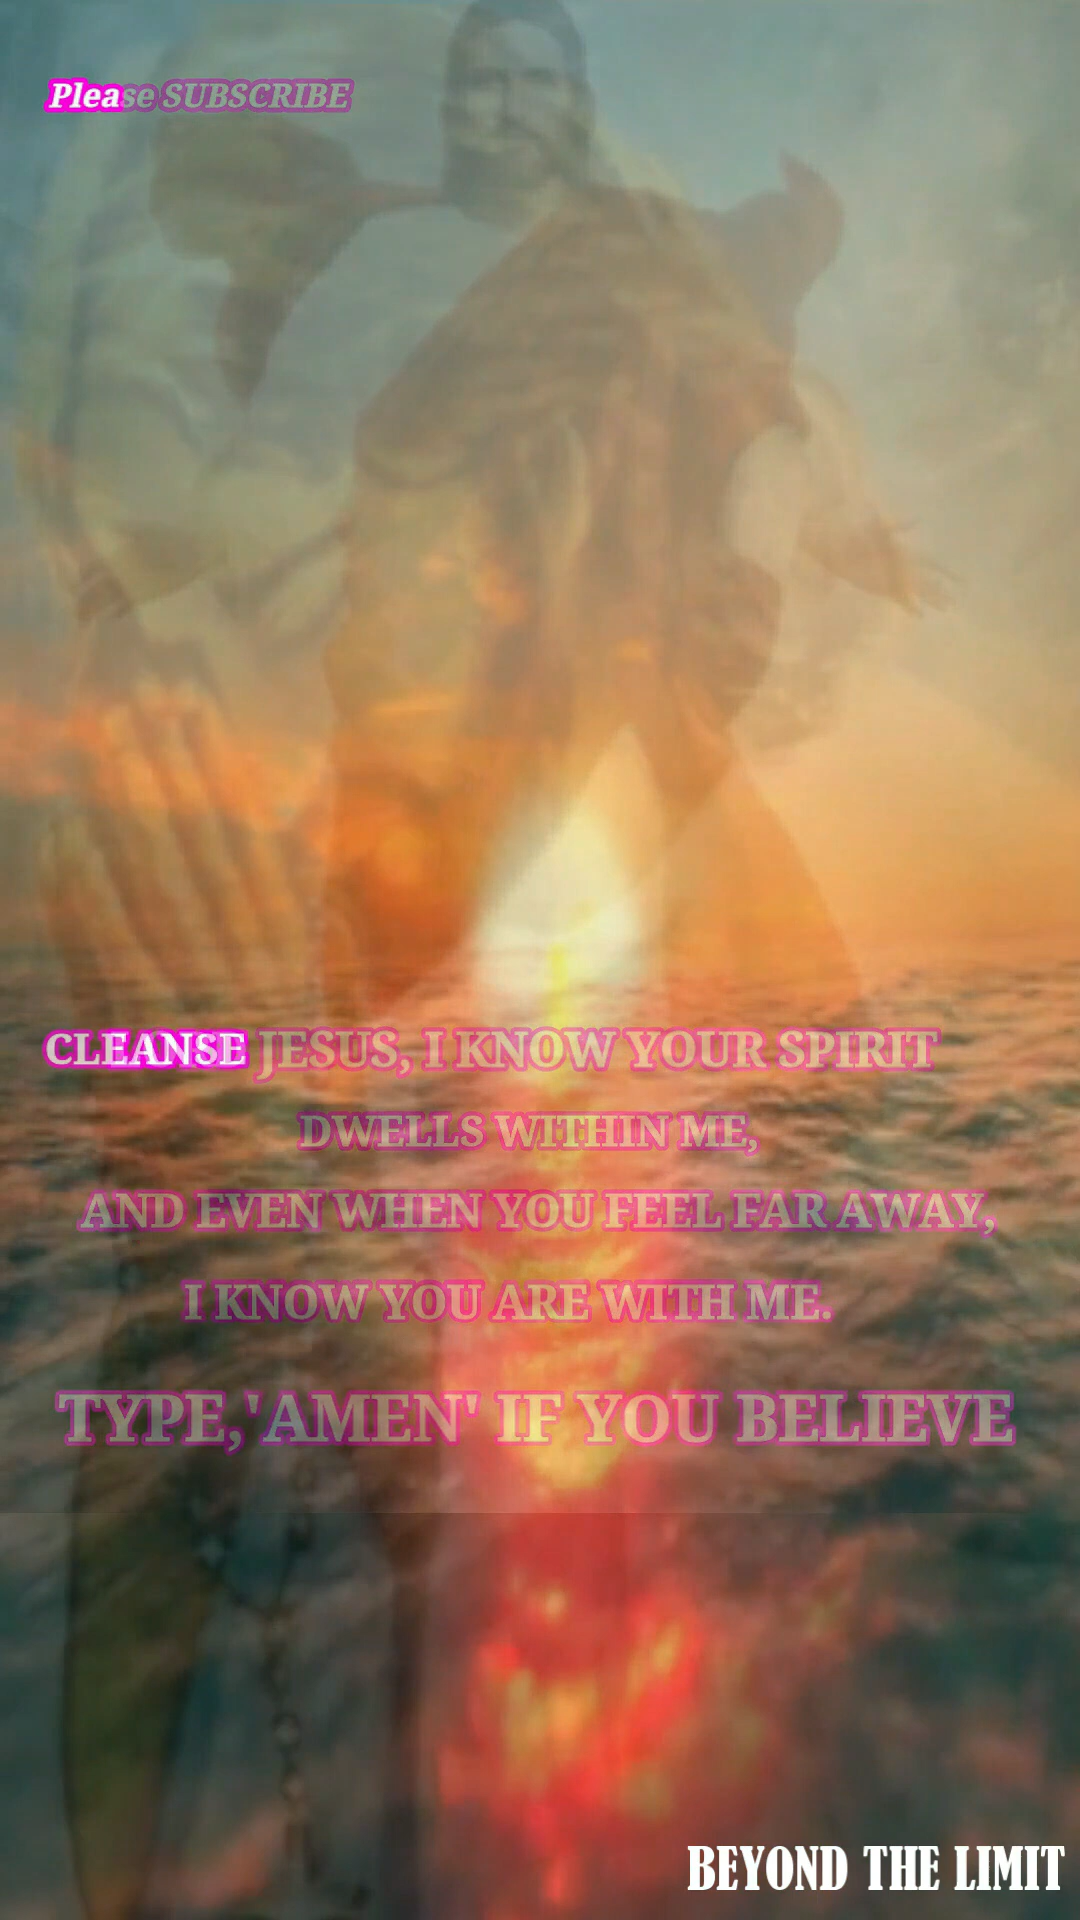 Please SUBSCRIBE
CLEANSE JESUS, I KNOW YOUR SPIRIT
DWELLS WITHIN ME,
AND EVEN WHEN YOU FEEL FAR AWAY,
I KNOW YOU ARE WITH ME.
TYPE,'AMEN' IF YOU BELIEVE
BEYOND THE LIMIT